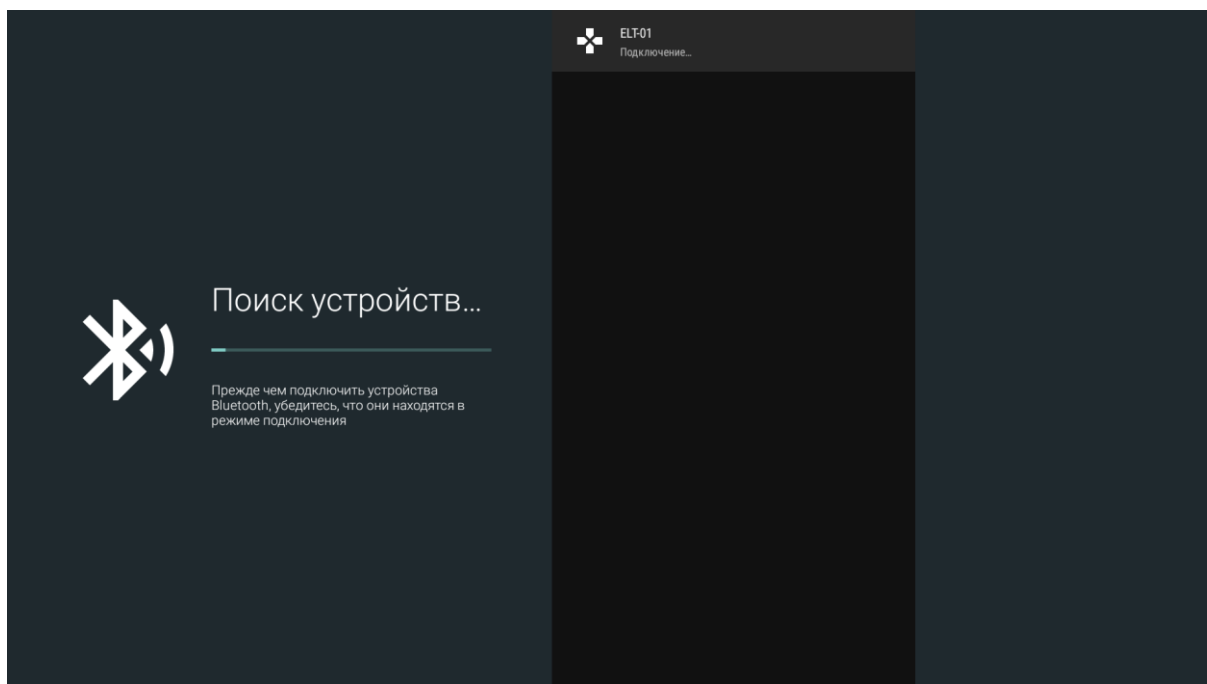 Поиск устройств...
Прежде чем подключить устройства
Bluetooth, убедитесь, что они находятся в
режиме подключения
ELT-01
Подключение...